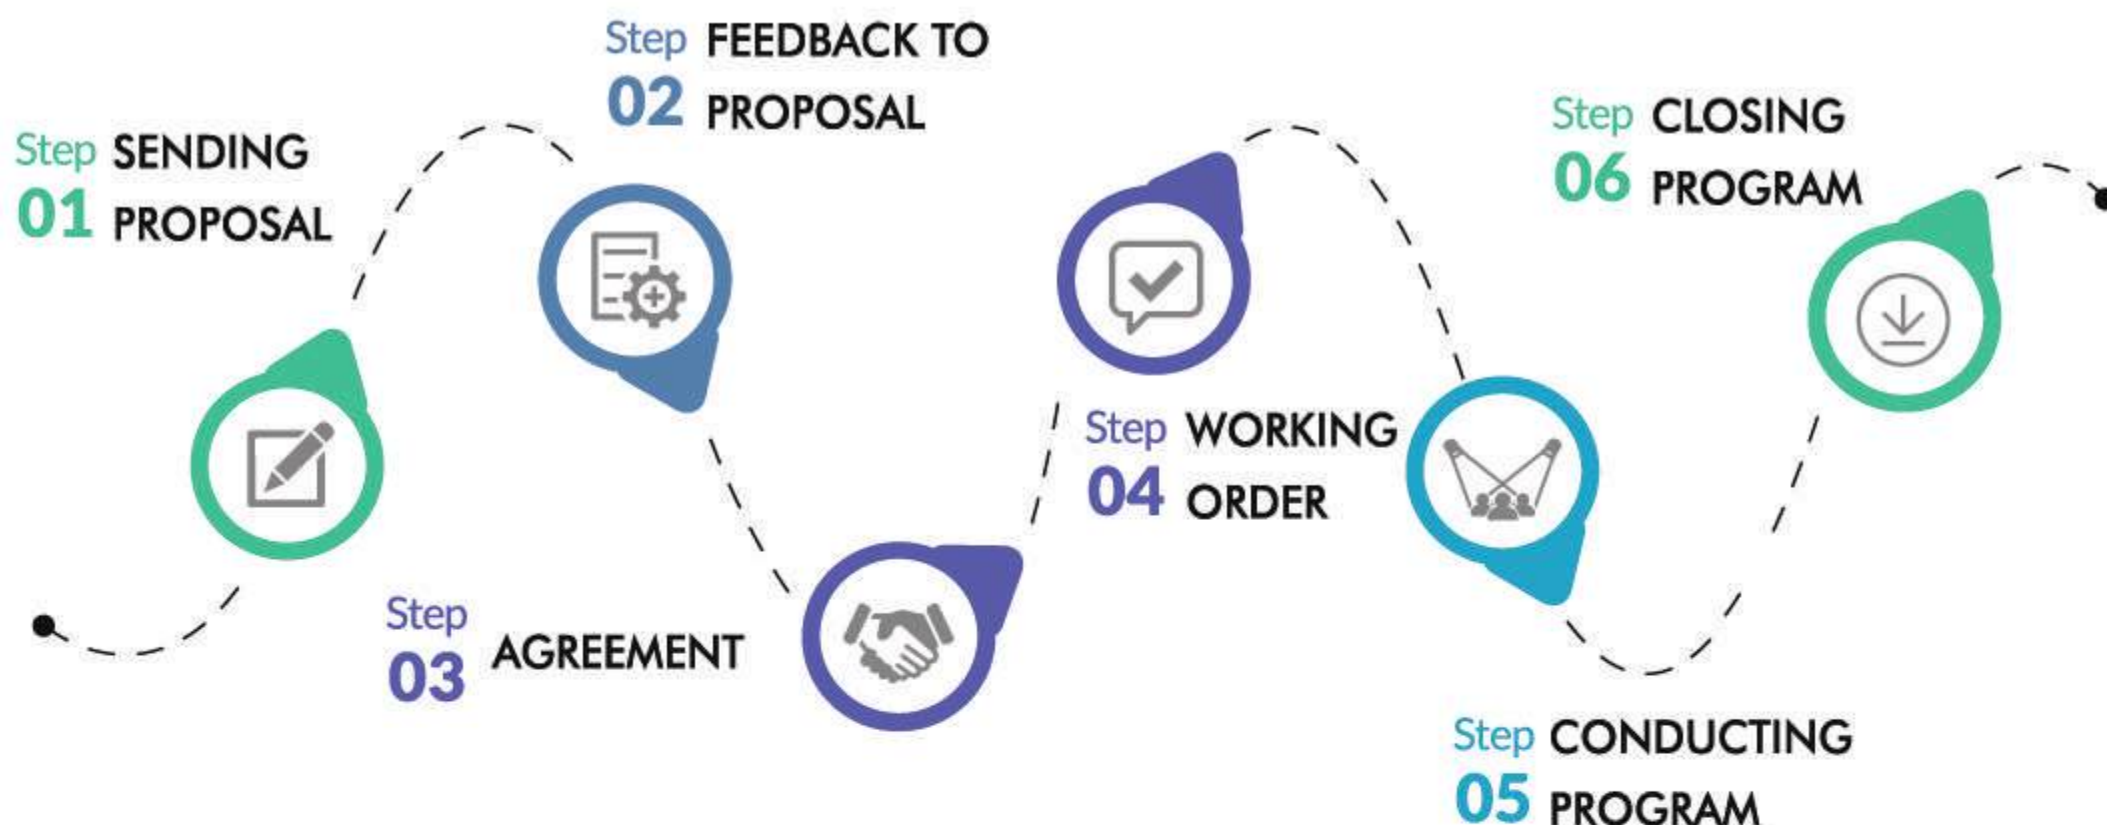 Step SENDING
01 PROPOSAL
Step FEEDBACK TO
02 PROPOSAL
Step
03 AGREEMENT
Step WORKING
04 ORDER
Step CONDUCTING
05 PROGRAM
Step CLOSING
06 PROGRAM